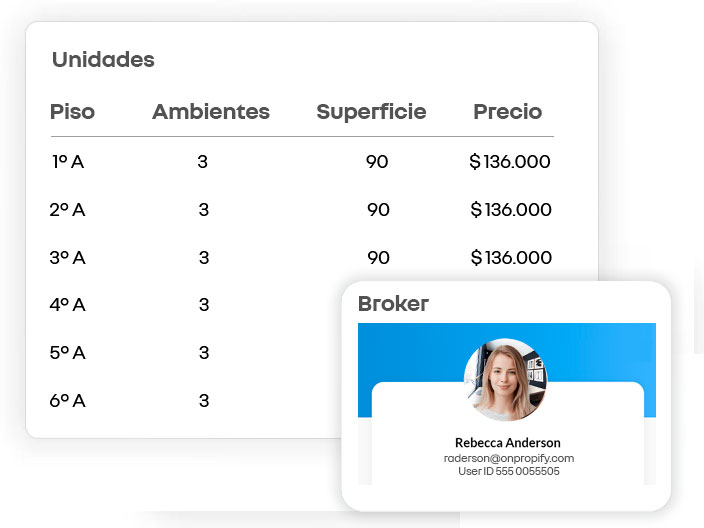 Unidades
Piso Ambientes Superficie Precio
1º A 3 90 $ 136.000
2º A 3 90 $ 136.000
3º A 3 90 $ 136.000
4º A 3
5º A 3
6º A 3
Broker
Rebecca Anderson
raderson@onpropify.com
User ID 555 0055505